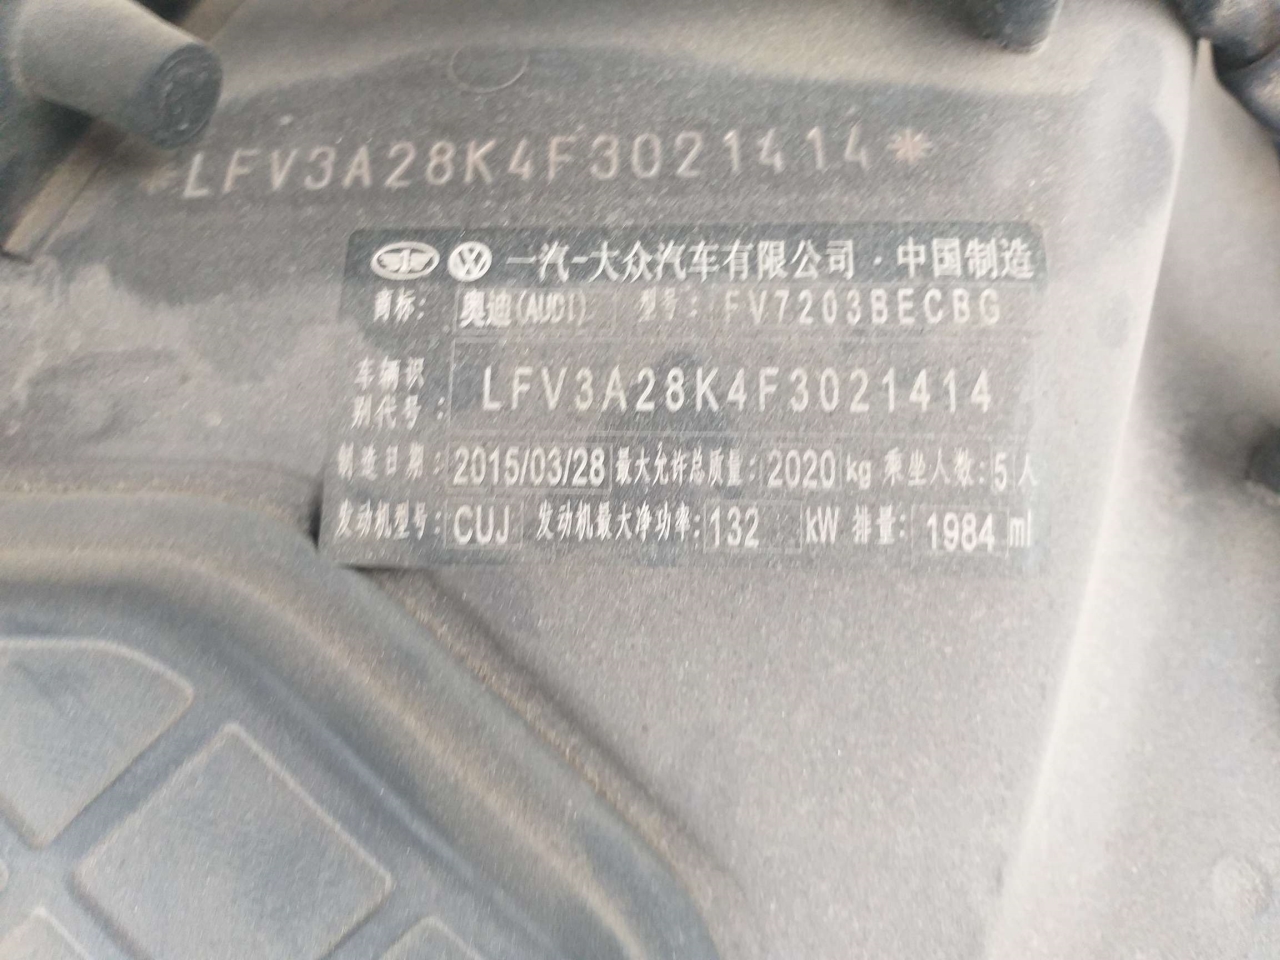 *LFV3A28K4F3021414*
一汽-大众汽车有限公司·中国制造
商标: 奥迪(AUDI) 型号: FV7203BECBG
车辆识别代号: LFV3A28K4F3021414
制造日期: 2015/03/28 最大允许总质量: 2020 kg 乘坐人数: 5 人
发动机型号: CUJ 发动机最大净功率: 132 kW 排量: 1984 ml